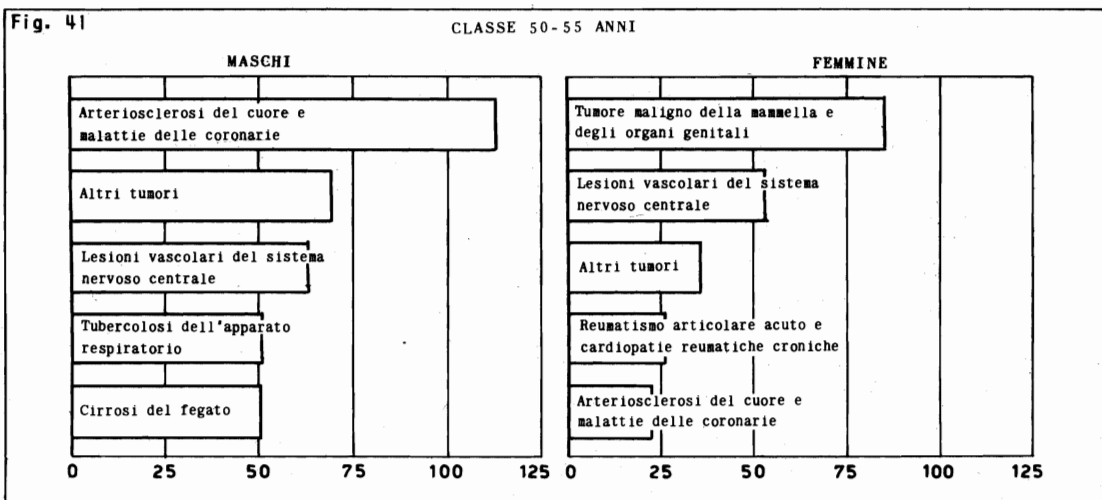 Fig. 41
CLASSE 50-55 ANNI
MASCHI
Arteriosclerosi del cuore e
malattie delle coronarie
Altri tumori
Lesioni vascolari del sistema
nervoso centrale
Tubercolosi dell'apparato
respiratorio
Cirrosi del fegato
0 25 50 75 100 125
FEMMINE
Tumore maligno della mammella e
degli organi genitali
Lesioni vascolari del sistema
nervoso centrale
Altri tumori
Reumatismo articolare acuto e
cardiopatie reumatiche croniche
Arteriosclerosi del cuore e
malattie delle coronarie
0 25 50 75 100 125